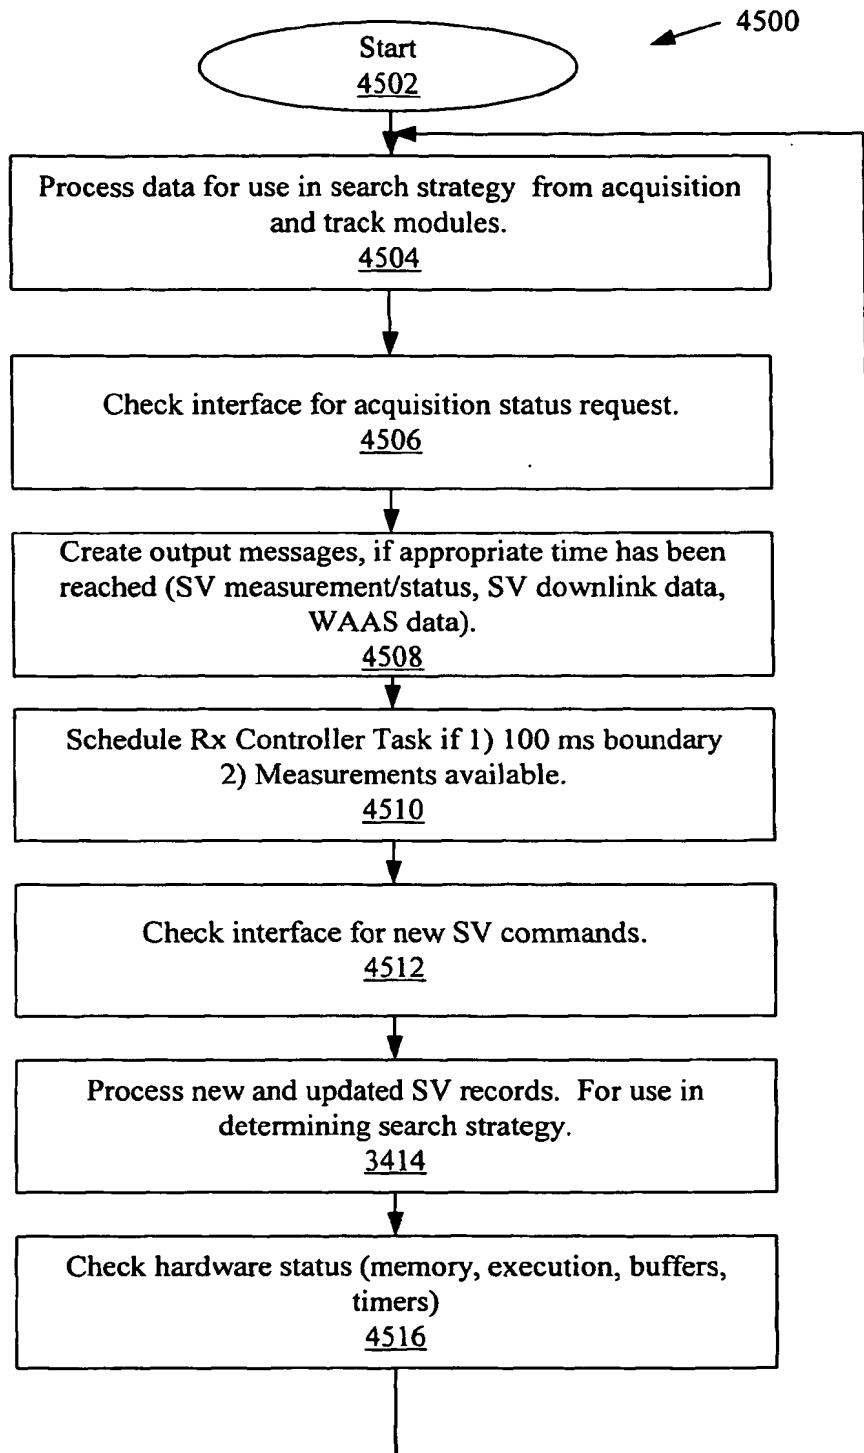 4500
Start
4502
Process data for use in search strategy from acquisition
and track modules.
4504
Check interface for acquisition status request.
4506
Create output messages, if appropriate time has been
reached (SV measurement/status, SV downlink data,
WAAS data).
4508
Schedule Rx Controller Task if 1) 100 ms boundary
2) Measurements available.
4510
Check interface for new SV commands.
4512
Process new and updated SV records. For use in
determining search strategy.
3414
Check hardware status (memory, execution, buffers,
timers)
4516